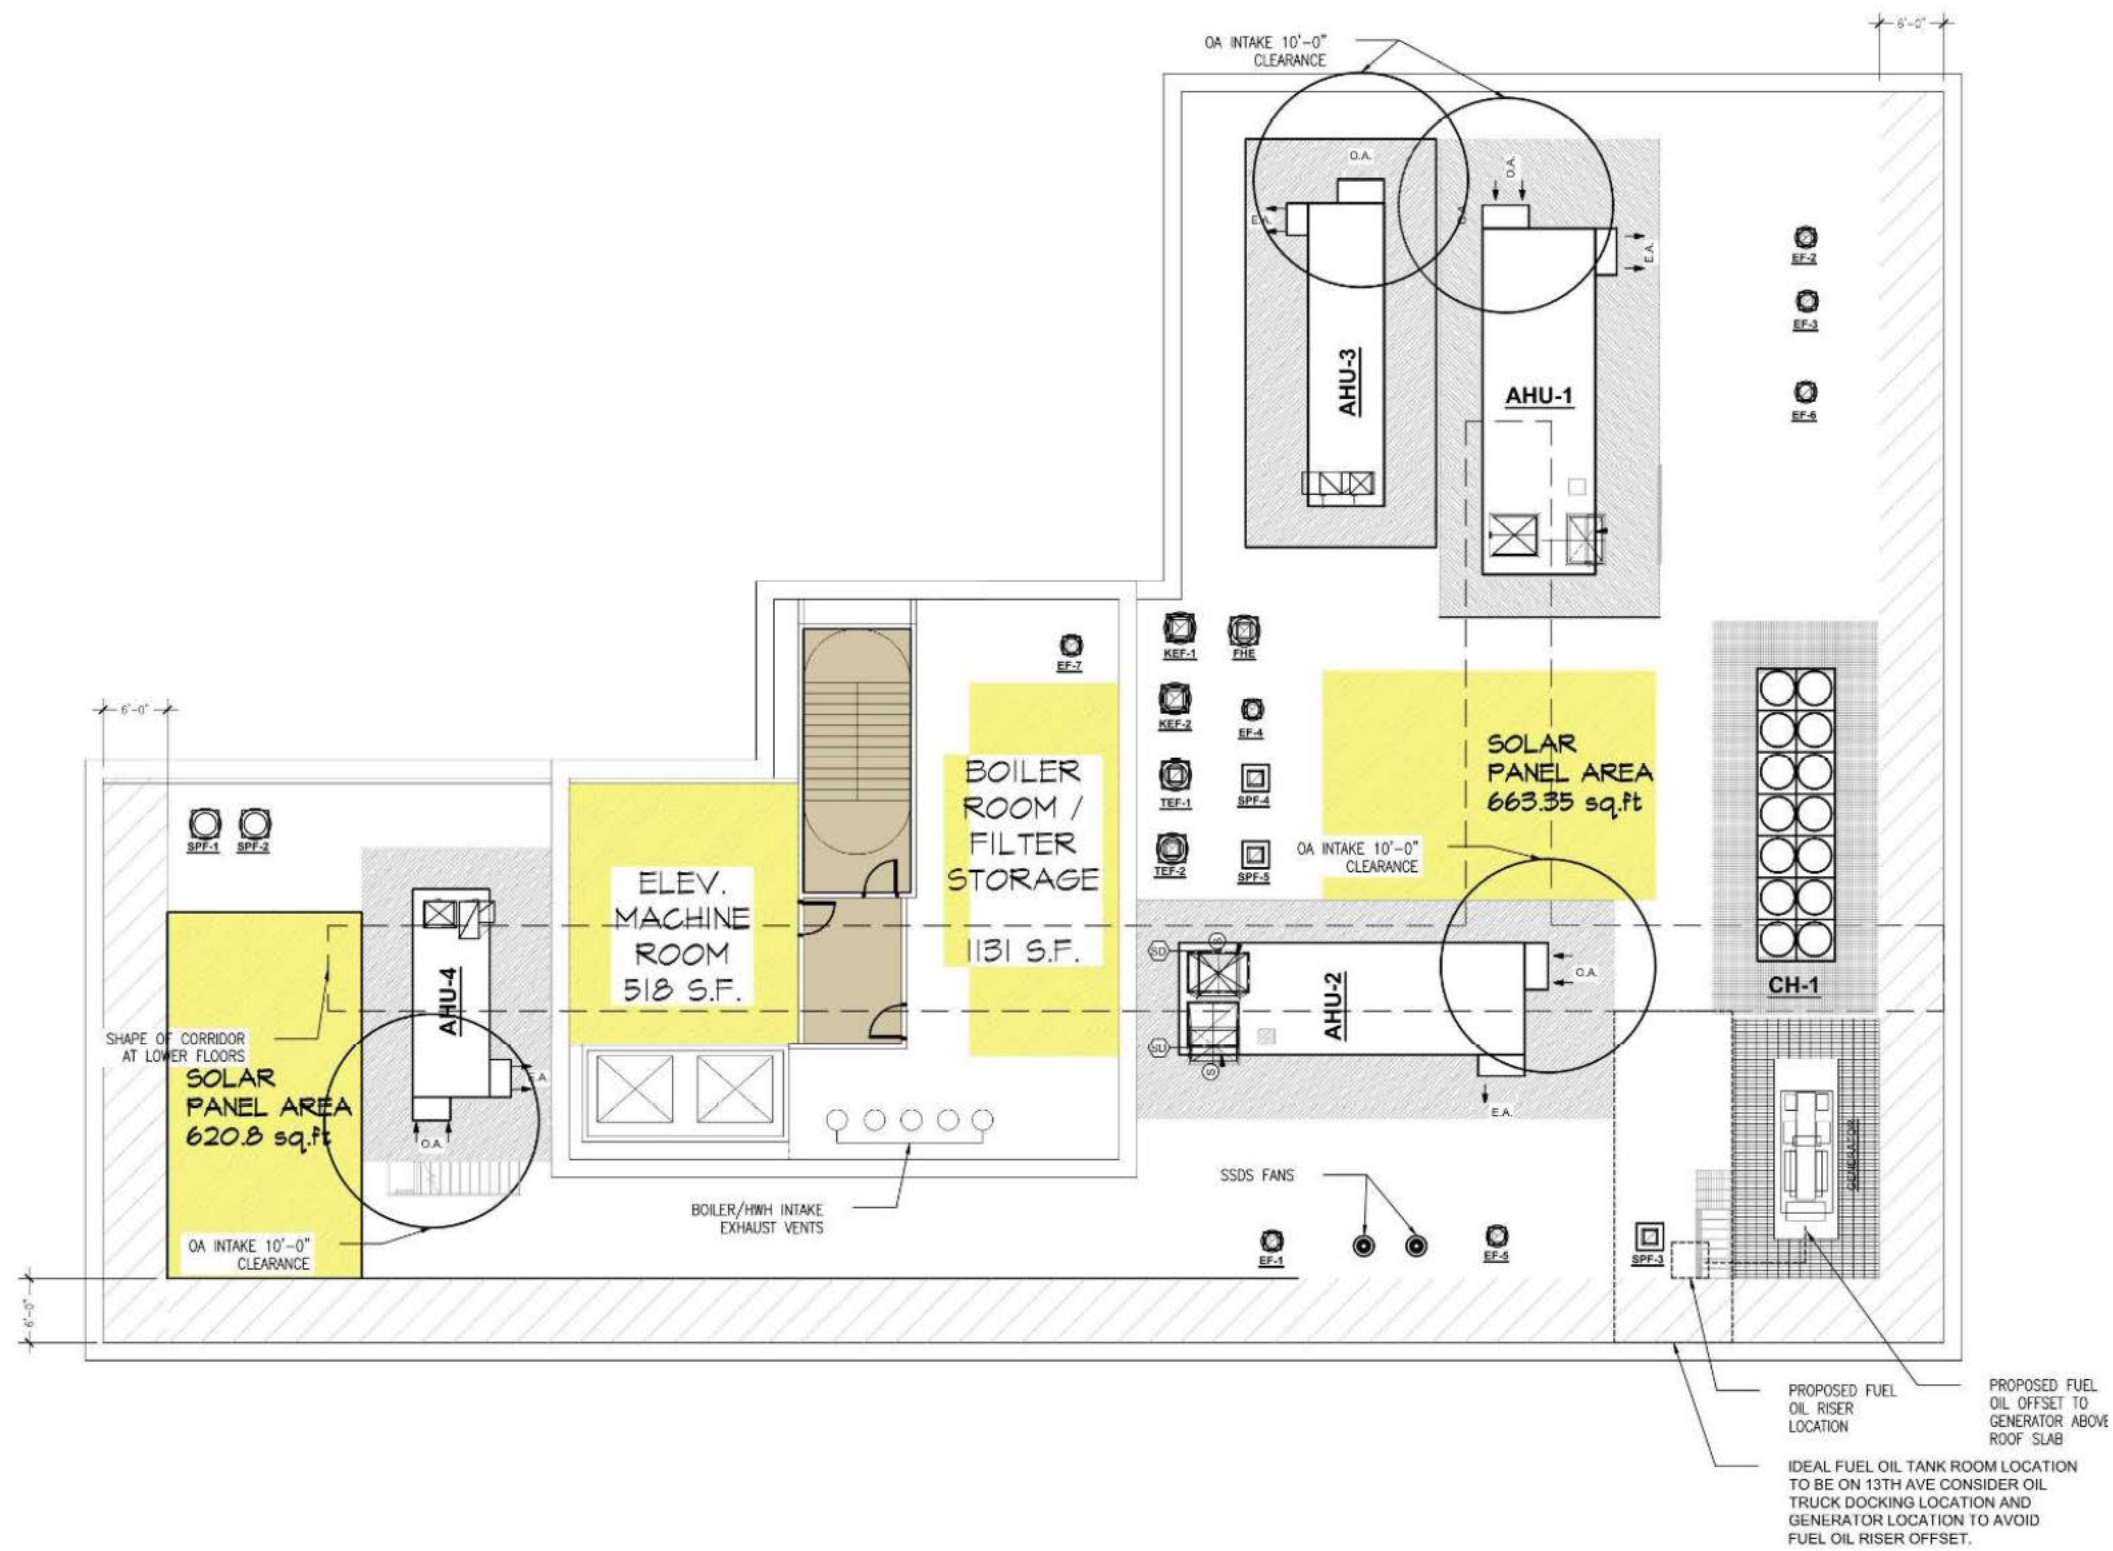 6'-0"
OA INTAKE 10'-0"
CLEARANCE
O.A.
O.A.
E.A.
O.A.
E.A.
EF-2
EF-3
AHU-3
AHU-1
EF-6
EF-7
KEF-1
FHE
KEF-2
EF-4
TEF-1
SPF-4
TEF-2
SPF-5
6'-0"
SOLAR
PANEL AREA
663.35 sq.ft
BOILER
ROOM /
FILTER
STORAGE
1131 S.F.
SPF-1
SPF-2
OA INTAKE 10'-0"
CLEARANCE
ELEV.
MACHINE
ROOM
518 S.F.
AHU-4
SD
S
AHU-2
O.A.
CH-1
SHAPE OF CORRIDOR
AT LOWER FLOORS
SD
S
E.A.
E.A.
SOLAR
PANEL AREA
620.8 sq.ft
O.A.
GENERATOR
SSDS FANS
BOILER/HWH INTAKE
EXHAUST VENTS
OA INTAKE 10'-0"
CLEARANCE
EF-1
EF-5
SPF-3
6'-0"
PROPOSED FUEL
OIL RISER
LOCATION
PROPOSED FUEL
OIL OFFSET TO
GENERATOR ABOVE
ROOF SLAB
IDEAL FUEL OIL TANK ROOM LOCATION
TO BE ON 13TH AVE CONSIDER OIL
TRUCK DOCKING LOCATION AND
GENERATOR LOCATION TO AVOID
FUEL OIL RISER OFFSET.